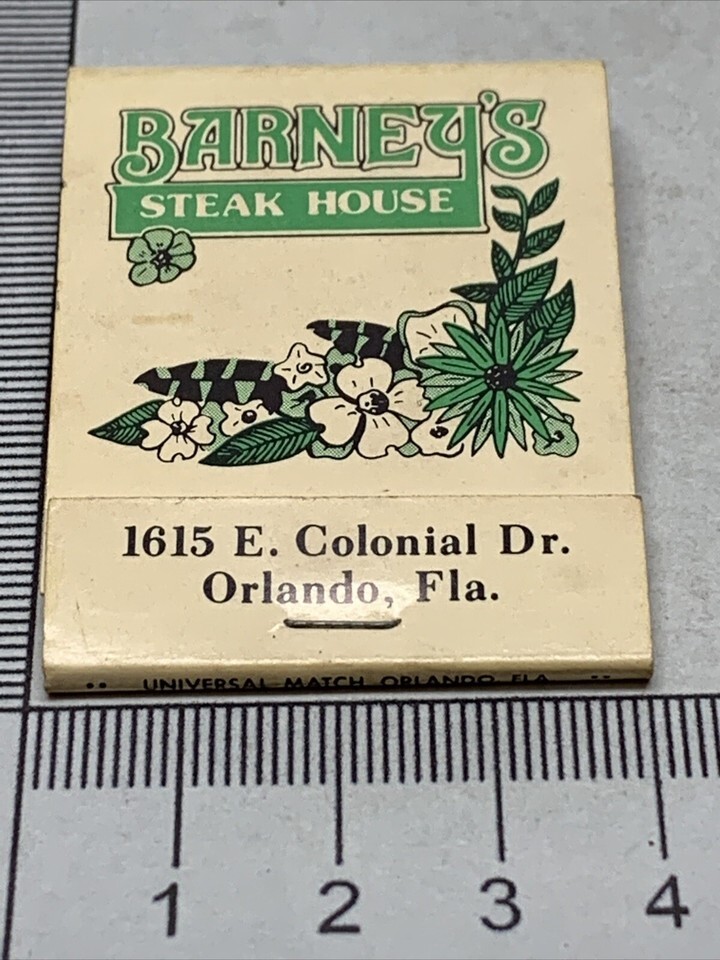 BARNEY'S
STEAK HOUSE
1615 E. Colonial Dr.
Orlando, Fla.
UNIVERSAL MATCH ORLANDO FLA
1 2 3 4